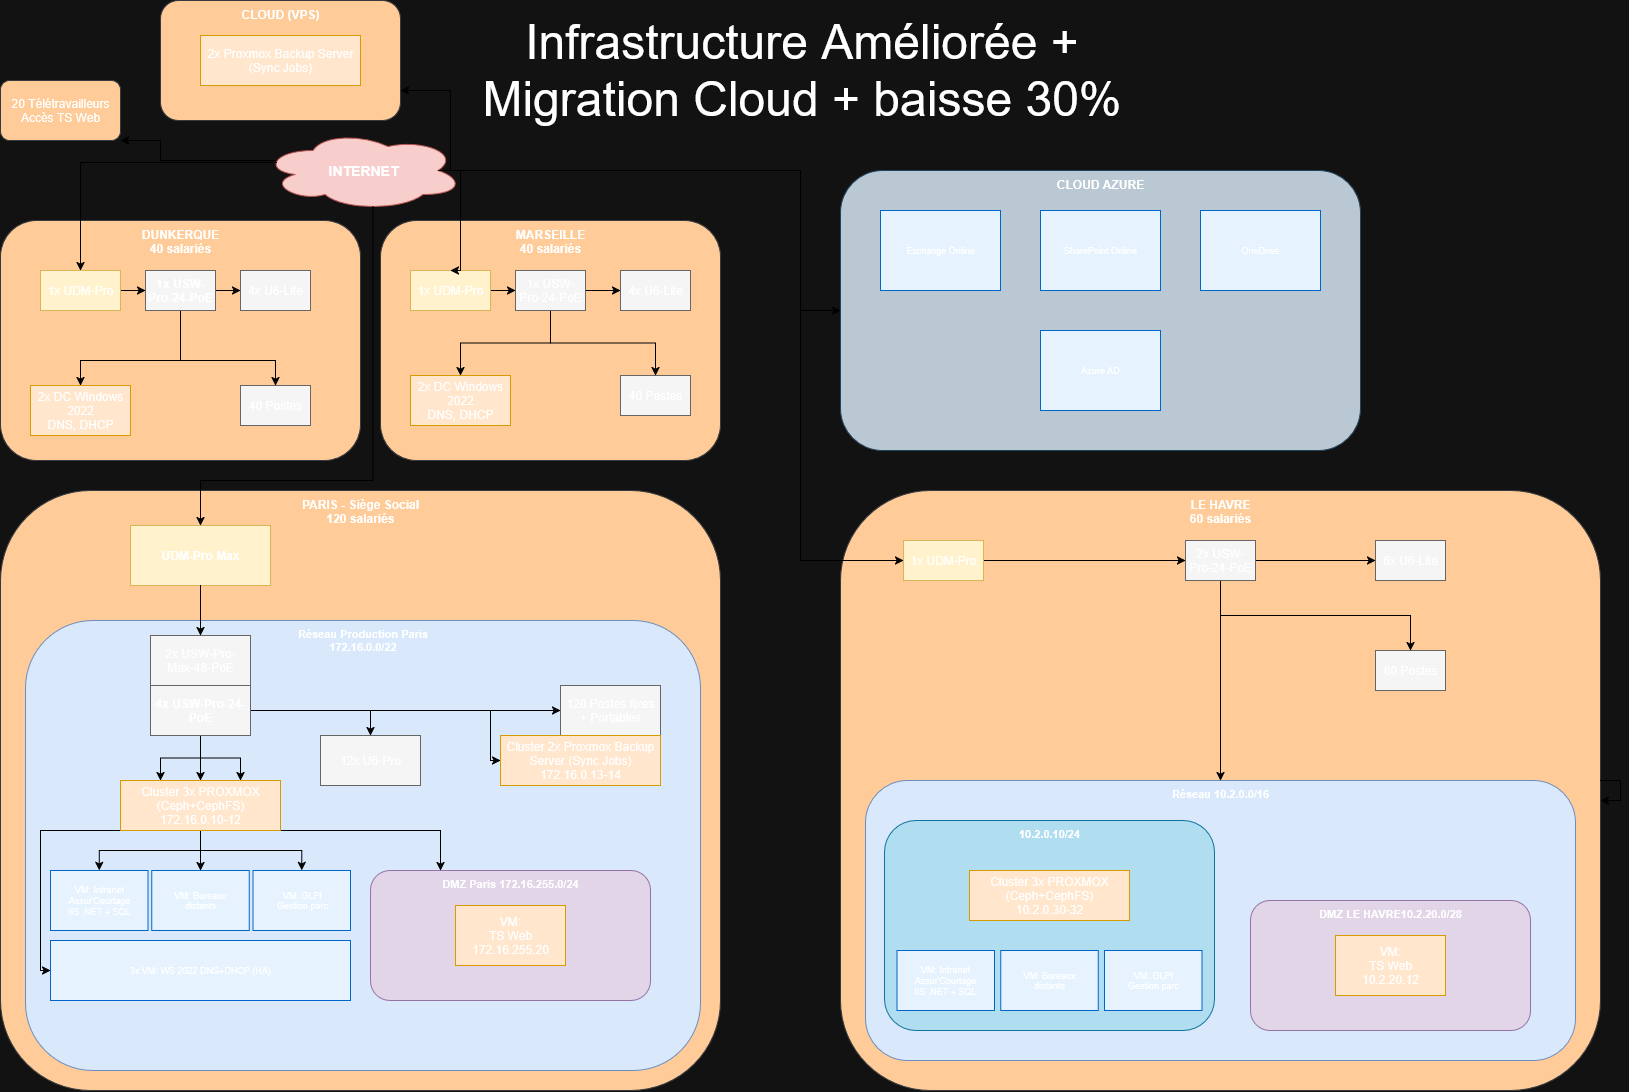 CLOUD (VPS)
2x Proxmox Backup Server
(Sync Jobs)
Infrastructure Améliorée +
Migration Cloud + baisse 30%
20 Télétravailleurs
Accès TS Web
INTERNET
DUNKERQUE
40 salariés
1x UDM-Pro
1x USW-
Pro-24-PoE
4x U6-Lite
2x DC Windows
2022
DNS, DHCP
40 Postes
MARSEILLE
40 salariés
1x UDM-Pro
1x USW-
Pro-24-PoE
4x U6-Lite
2x DC Windows
2022
DNS, DHCP
40 Postes
CLOUD AZURE
Exchange Online
SharePoint Online
OneDrive
Azure AD
PARIS - Siège Social
120 salariés
UDM-Pro Max
Réseau Production Paris
172.16.0.0/22
2x USW-Pro-
Max-48-PoE
4x USW-Pro-24-
PoE
120 Postes fixes
+ Portables
12x U6-Pro
Cluster 2x Proxmox Backup
Server (Sync Jobs)
172.16.0.13-14
Cluster 3x PROXMOX
(Ceph+CephFS)
172.16.0.10-12
VM: Intranet
AssurCourtage
IIS .NET + SQL
VM: Bureaux
distants
VM: GLPI
Gestion parc
3x VM: WS 2022 DNS+DHCP (HA)
DMZ Paris 172.16.255.0/24
VM:
TS Web
172.16.255.20
LE HAVRE
60 salariés
1x UDM-Pro
2x USW-
Pro-24-PoE
6x U6-Lite
60 Postes
Réseau 10.2.0.0/16
10.2.0.10/24
Cluster 3x PROXMOX
(Ceph+CephFS)
10.2.0.30-32
VM: Intranet
AssurCourtage
IIS .NET + SQL
VM: Bureaux
distants
VM: GLPI
Gestion parc
DMZ LE HAVRE10.2.20.0/28
VM:
TS Web
10.2.20.12